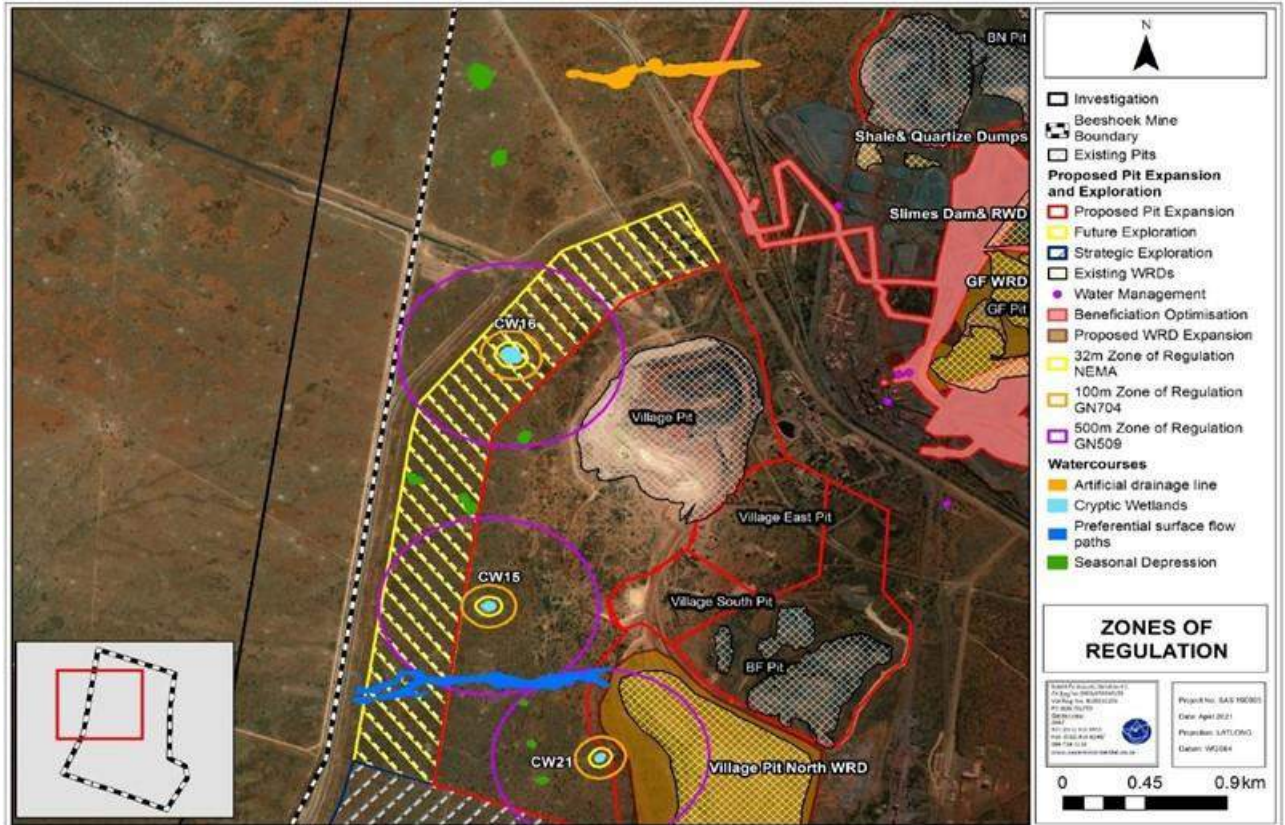 BN Pit
Shale& Quartize Dumps
Slimes Dam& RWD
GF WRD
GF Pit
CW16
Village Pit
Village East Pit
CW15
Village South Pit
BF Pit
CW21
Village Pit North WRD
N
Investigation
Beeshoek Mine
Boundary
Existing Pits
Proposed Pit Expansion
and Exploration
Proposed Pit Expansion
Future Exploration
Strategic Exploration
Existing WRDs
Water Management
Beneficiation Optimisation
Proposed WRD Expansion
32m Zone of Regulation
NEMA
100m Zone of Regulation
GN704
500m Zone of Regulation
GN509
Watercourses
Artificial drainage line
Cryptic Wetlands
Preferential surface flow
paths
Seasonal Depression
ZONES OF
REGULATION
Project No. SAS
Date: April 2021
Projection: LATLONG
Datum: WGS84
0 0.45 0.9km